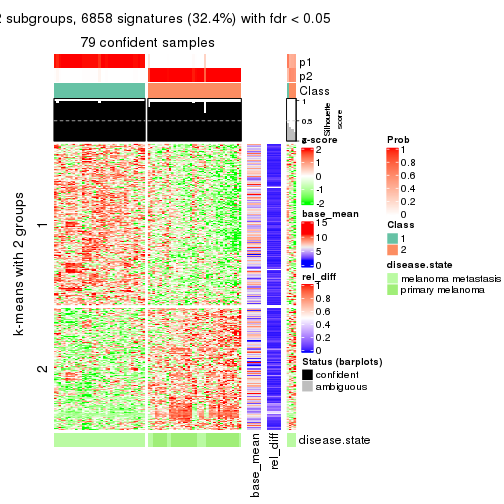 2 subgroups, 6858 signatures (32.4%) with fdr < 0.05
79 confident samples
p1
p2
Class
1
0.5
0
Silhouette
score
k-means with 2 groups
1
2
z-score
2
1
0
-1
-2
base_mean
15
10
5
0
rel_diff
1
0.8
0.6
0.4
0.2
0
Status (barplots)
confident
ambiguous
Prob
1
0.8
0.6
0.4
0.2
0
Class
1
2
disease.state
melanoma metastasis
primary melanoma
disease.state
base_mean
rel_diff